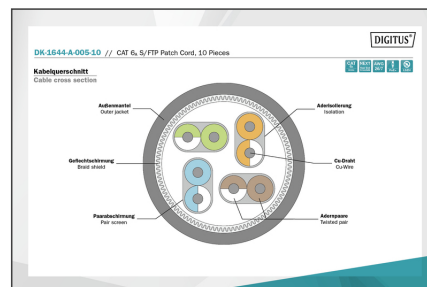 DIGITUS®
DK-1644-A-005-10 // CAT 6A S/FTP Patch Cord, 10 Pieces
Kabelquerschnitt
Cable cross section
Außenmantel
Outer jacket
Aderisolierung
Isolation
Geflechtschirmung
Braid shield
Cu-Draht
Cu-Wire
Paarabschirmung
Pair screen
Adernpaare
Twisted pair